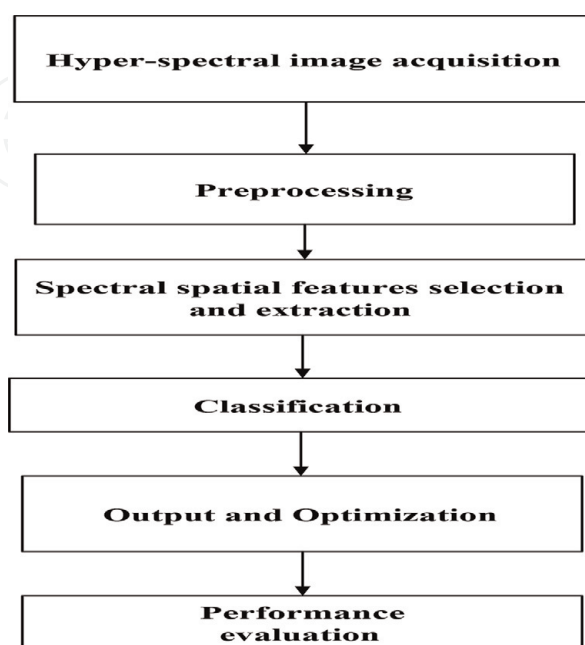 Hyper-spectral image acquisition
Preprocessing
Spectral spatial features selection
and extraction
Classification
Output and Optimization
Performance
evaluation